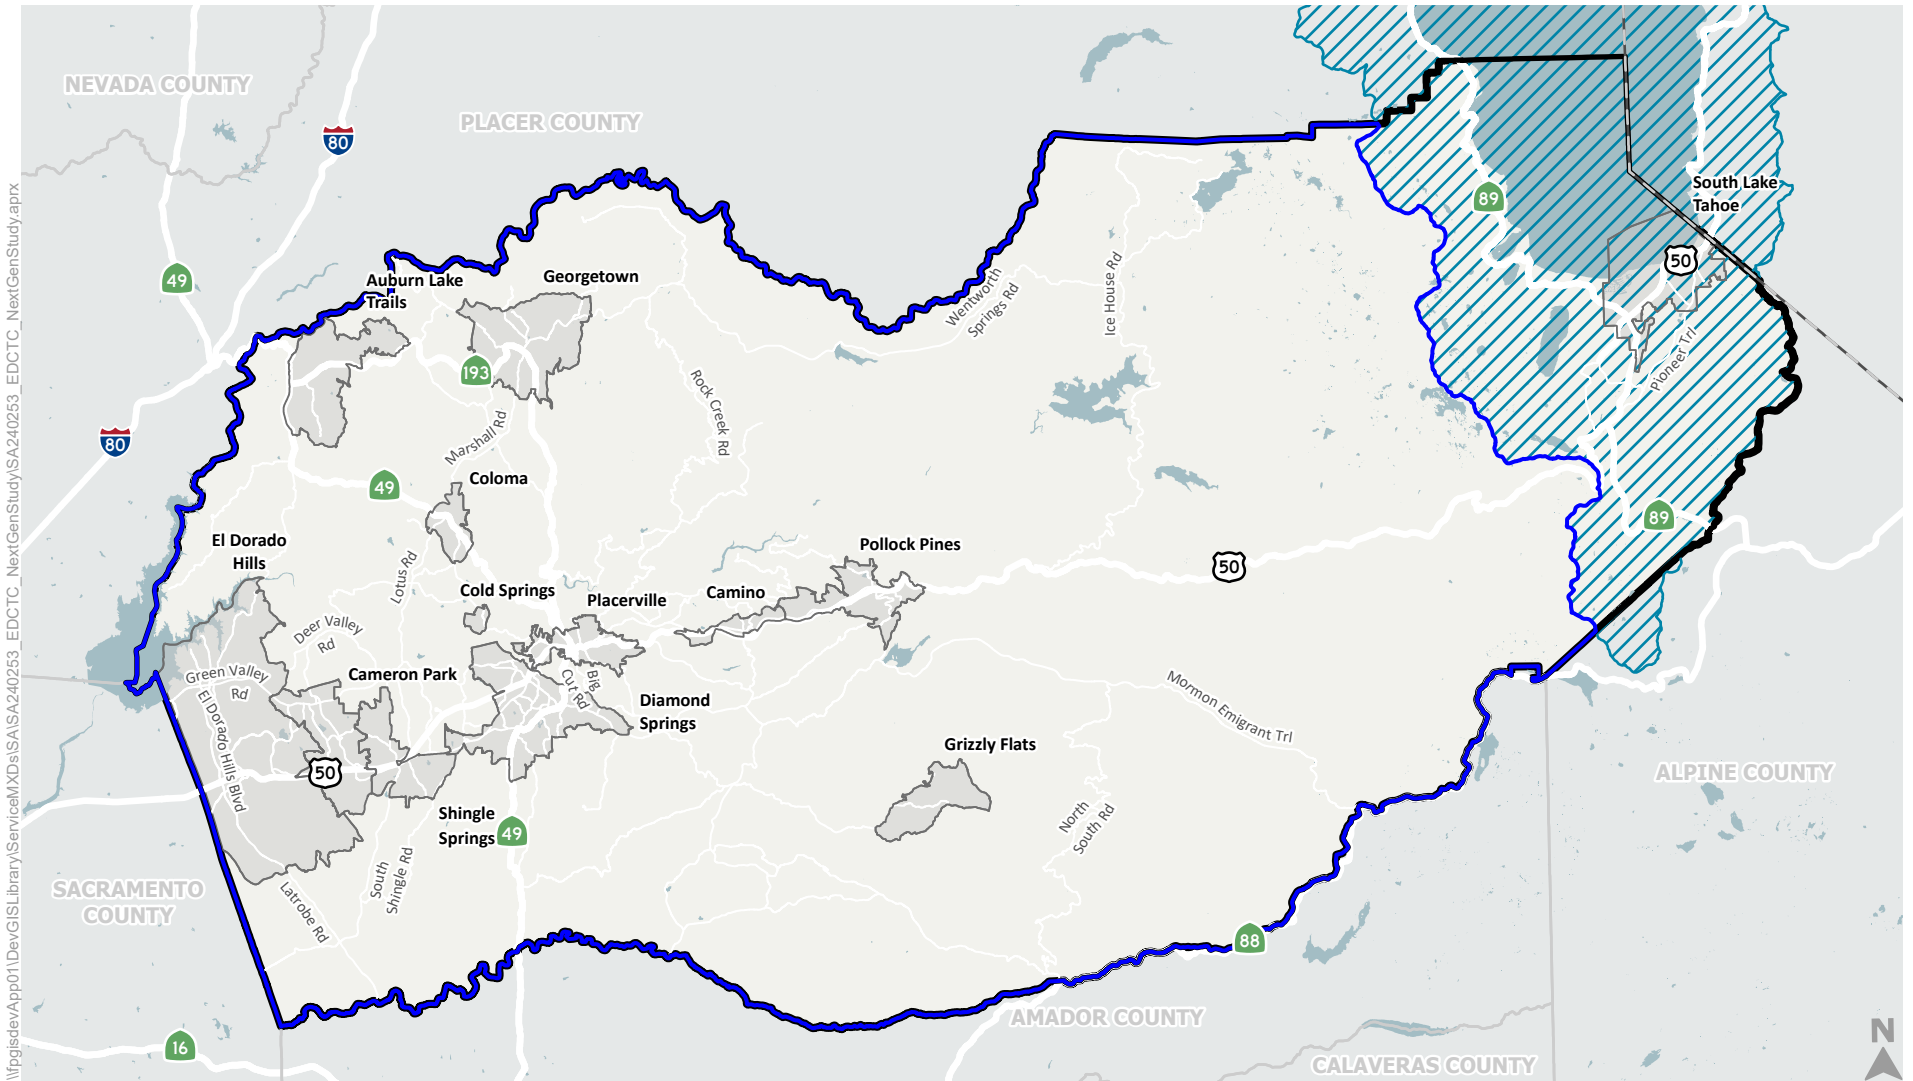 NEVADA COUNTY
PLACER COUNTY
80
49
80
89
South Lake
Tahoe
50
Pioneer Trl
89
Auburn Lake
Trails
Georgetown
193
Marshall Rd
Rock Creek Rd
Wentworth
Springs Rd
Ice House Rd
49
Coloma
El Dorado
Hills
Lotus Rd
Cold Springs
Placerville
Camino
Pollock Pines
50
Deer Valley
Rd
Green Valley
Rd
El Dorado Hills Blvd
Cameron Park
Big
Cut Rd
Diamond
Springs
Mormon Emigrant Trl
Grizzly Flats
50
Shingle
Springs
49
South
Shingle Rd
Latrobe Rd
North
South Rd
88
ALPINE COUNTY
SACRAMENTO
COUNTY
16
AMADOR COUNTY
CALAVERAS COUNTY
N
\\fpgisdevApp01\DevGISLibrary\ServiceMXDs\SA\SA240253_EDCTC_NextGenStudy\SA240253_EDCTC_NextGenStudy.aprx